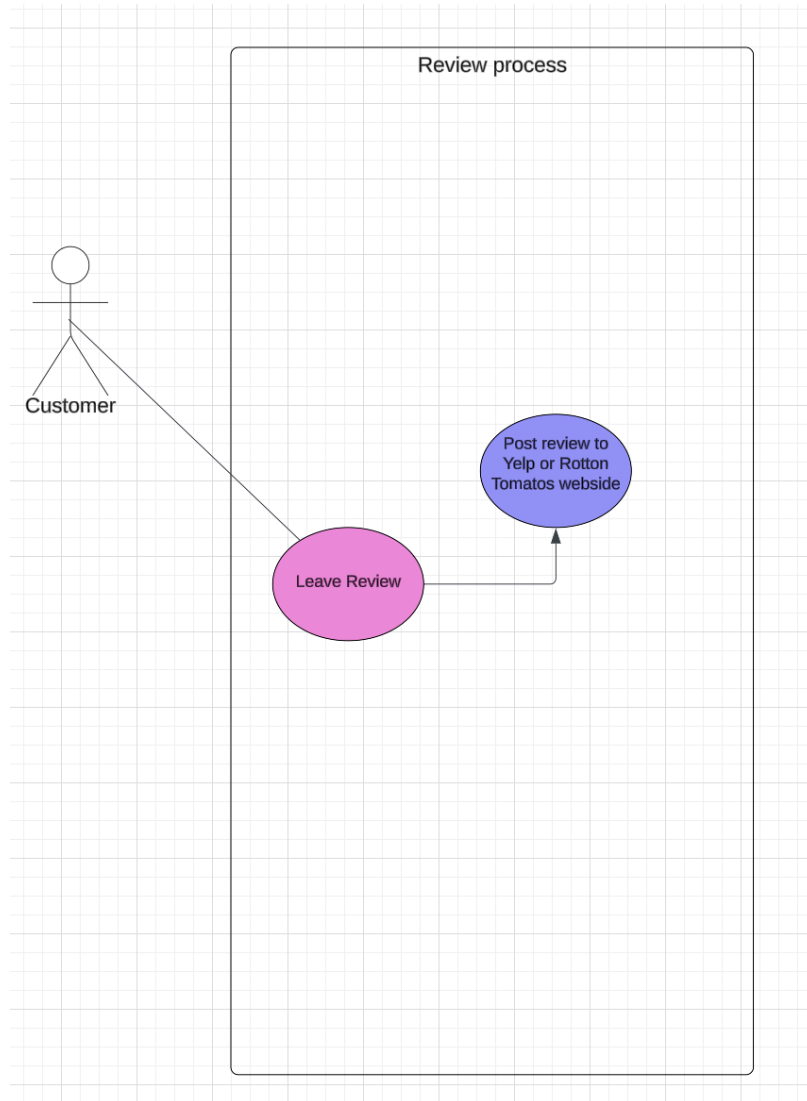 Review process
Customer
Post review to
Yelp or Rotton
Tomatos webside
Leave Review